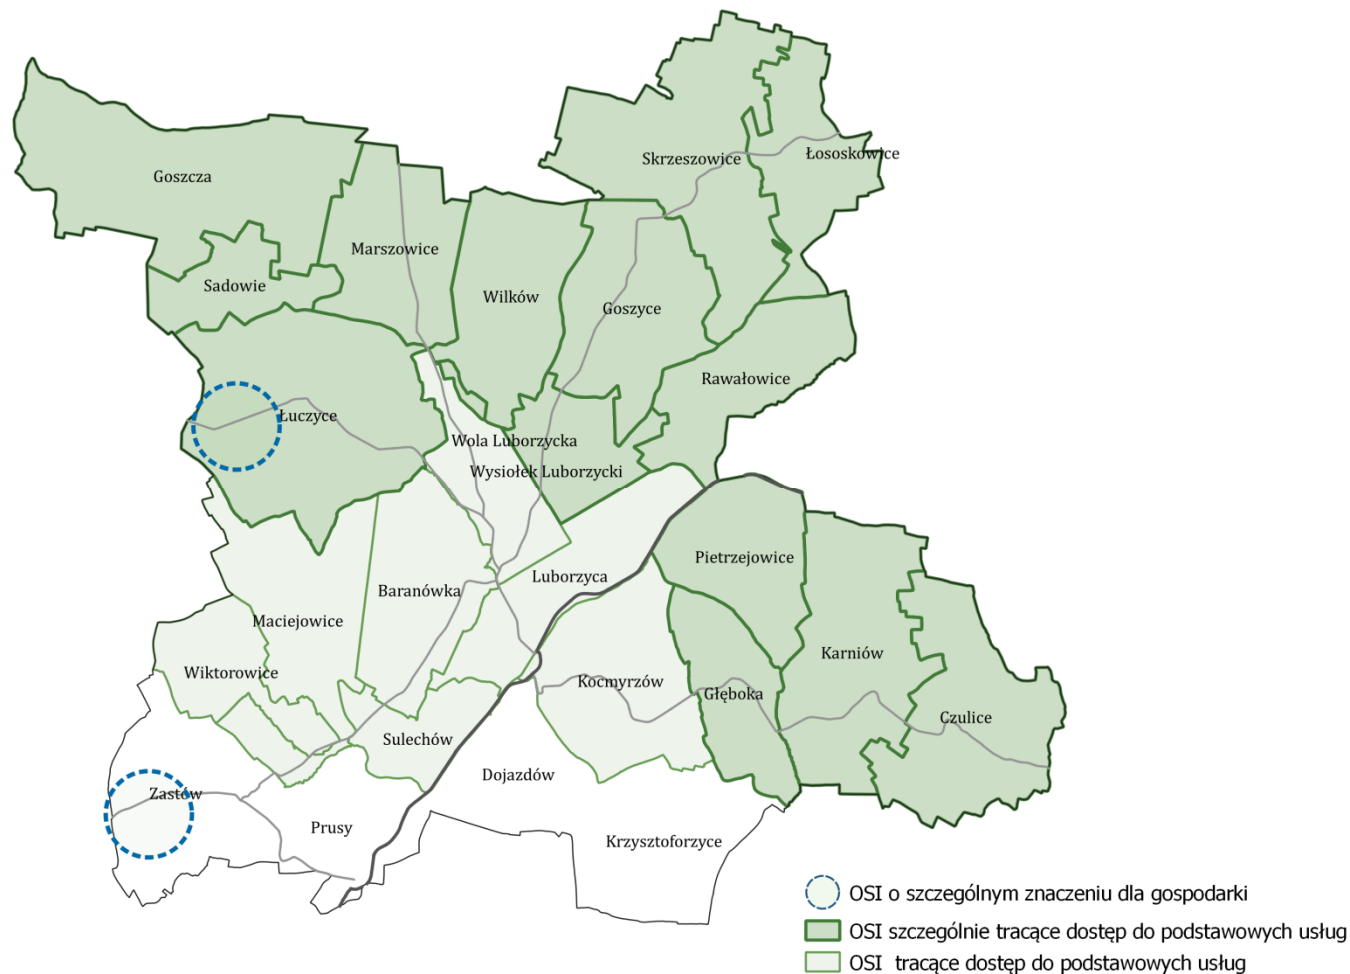 Skrzeszowice
Łososkowice
Goszcza
Marszowice
Sadowie
Wilków
Goszyce
Rawałowice
Łuczyce
Wola Luborzycka
Wysiołek Luborzycki
Pietrzejowice
Luborzyca
Baranówka
Maciejowice
Karniów
Wiktorowice
Kocmyrzów
Głęboka
Czulice
Sulechów
Dojazdów
Zastów
Prusy
Krzysztoforzyce
OSI o szczególnym znaczeniu dla gospodarki
OSI szczególnie tracące dostęp do podstawowych usług
OSI tracące dostęp do podstawowych usług